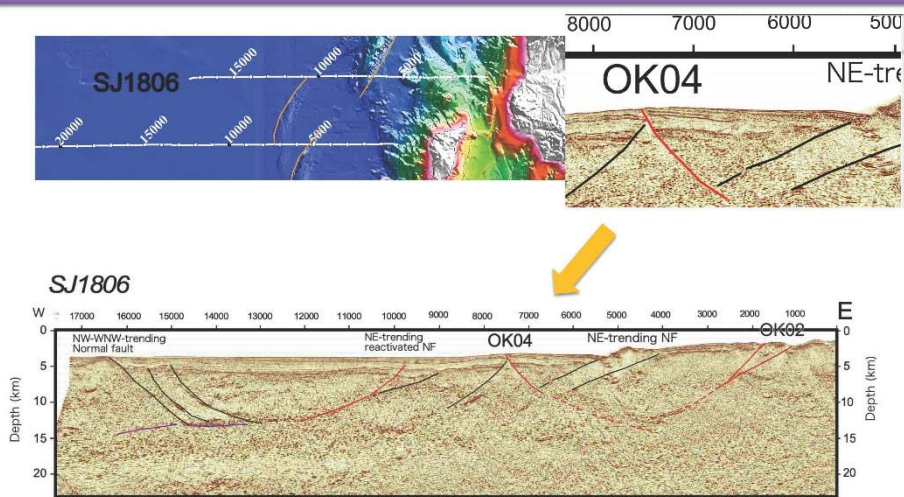 SJ1806
15000
10000
5000
20000
15000
10000
5000
8000 7000 6000 500
OK04 NE-tre
SJ1806
W 17000 16000 15000 14000 13000 12000 11000 10000 9000 8000 7000 6000 5000 4000 3000 2000 1000 E
NW-WNW-trending
Normal fault
NE-trending
reactivated NF
OK04
NE-trending NF
OK02
0
5
10
15
20
Depth (km)
0
5
10
15
20
Depth (km)